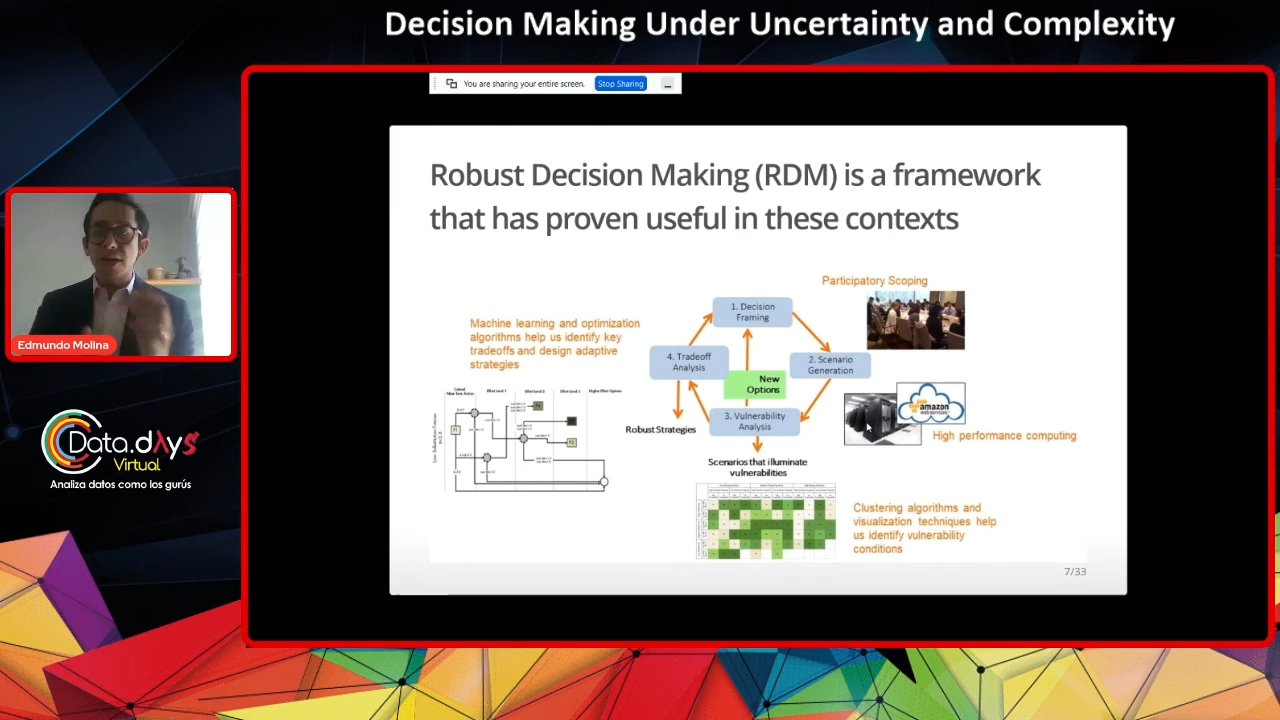 Decision Making Under Uncertainty and Complexity
You are sharing your entire screen.
Stop Sharing
Robust Decision Making (RDM) is a framework
that has proven useful in these contexts
Participatory Scoping
1. Decision
Framing
Machine learning and optimization
algorithms help us identify key
tradeoffs and design adaptive
strategies
4. Tradeoff
Analysis
2. Scenario
Generation
New
Options
3. Vulnerability
Analysis
Robust Strategies
amazon
webservices
High performance computing
Scenarios that illuminate
vulnerabilities
Clustering algorithms and
visualization techniques help
us identify vulnerability
conditions
7/33
Edmundo Molina
Data.dAys
Virtual
Analiza datos como los gurús